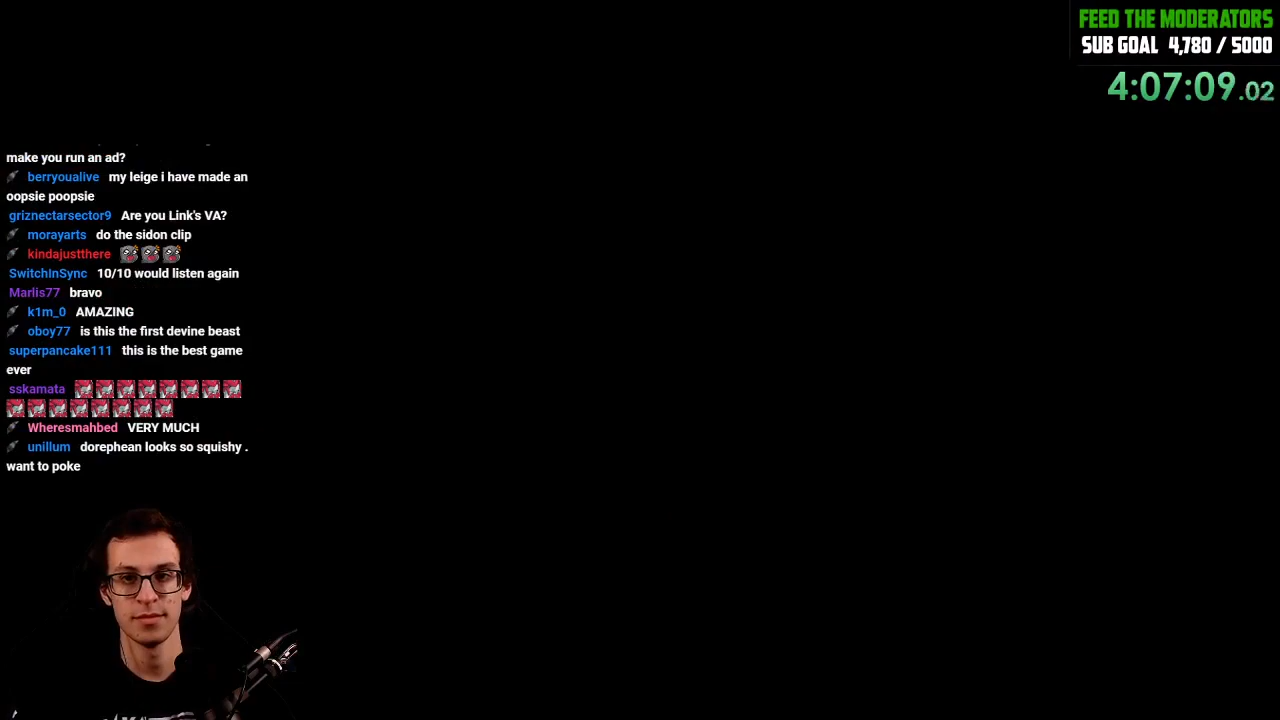 FEED THE MODERATORS
SUB GOAL 4,780 / 5000
4:07:09.02
make you run an ad?
berryoualive my leige i have made an
oopsie poopsie
griznectarsector9 Are you Link's VA?
morayarts do the sidon clip
kindajustthere
SwitchInSync 10/10 would listen again
Marlis77 bravo
k1m_0 AMAZING
oboy77 is this the first devine beast
superpancake111 this is the best game
ever
sskamata
Wheresmahbed VERY MUCH
unillum dorephean looks so squishy .
want to poke